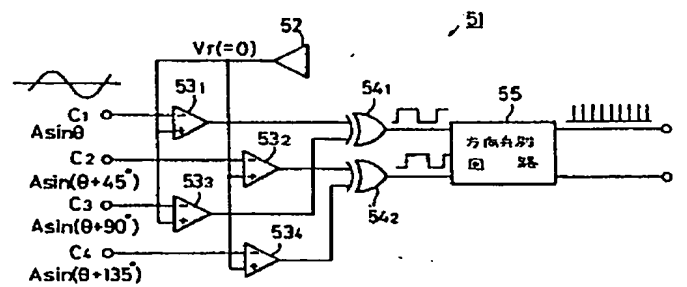 51
52
Vr(=0)
53₁
C₁
Asinθ
54₁
55
53₂
C₂
Asin(θ+45°)
方向弁別
回路
53₃
C₃
Asin(θ+90°)
54₂
53₄
C₄
Asin(θ+135°)